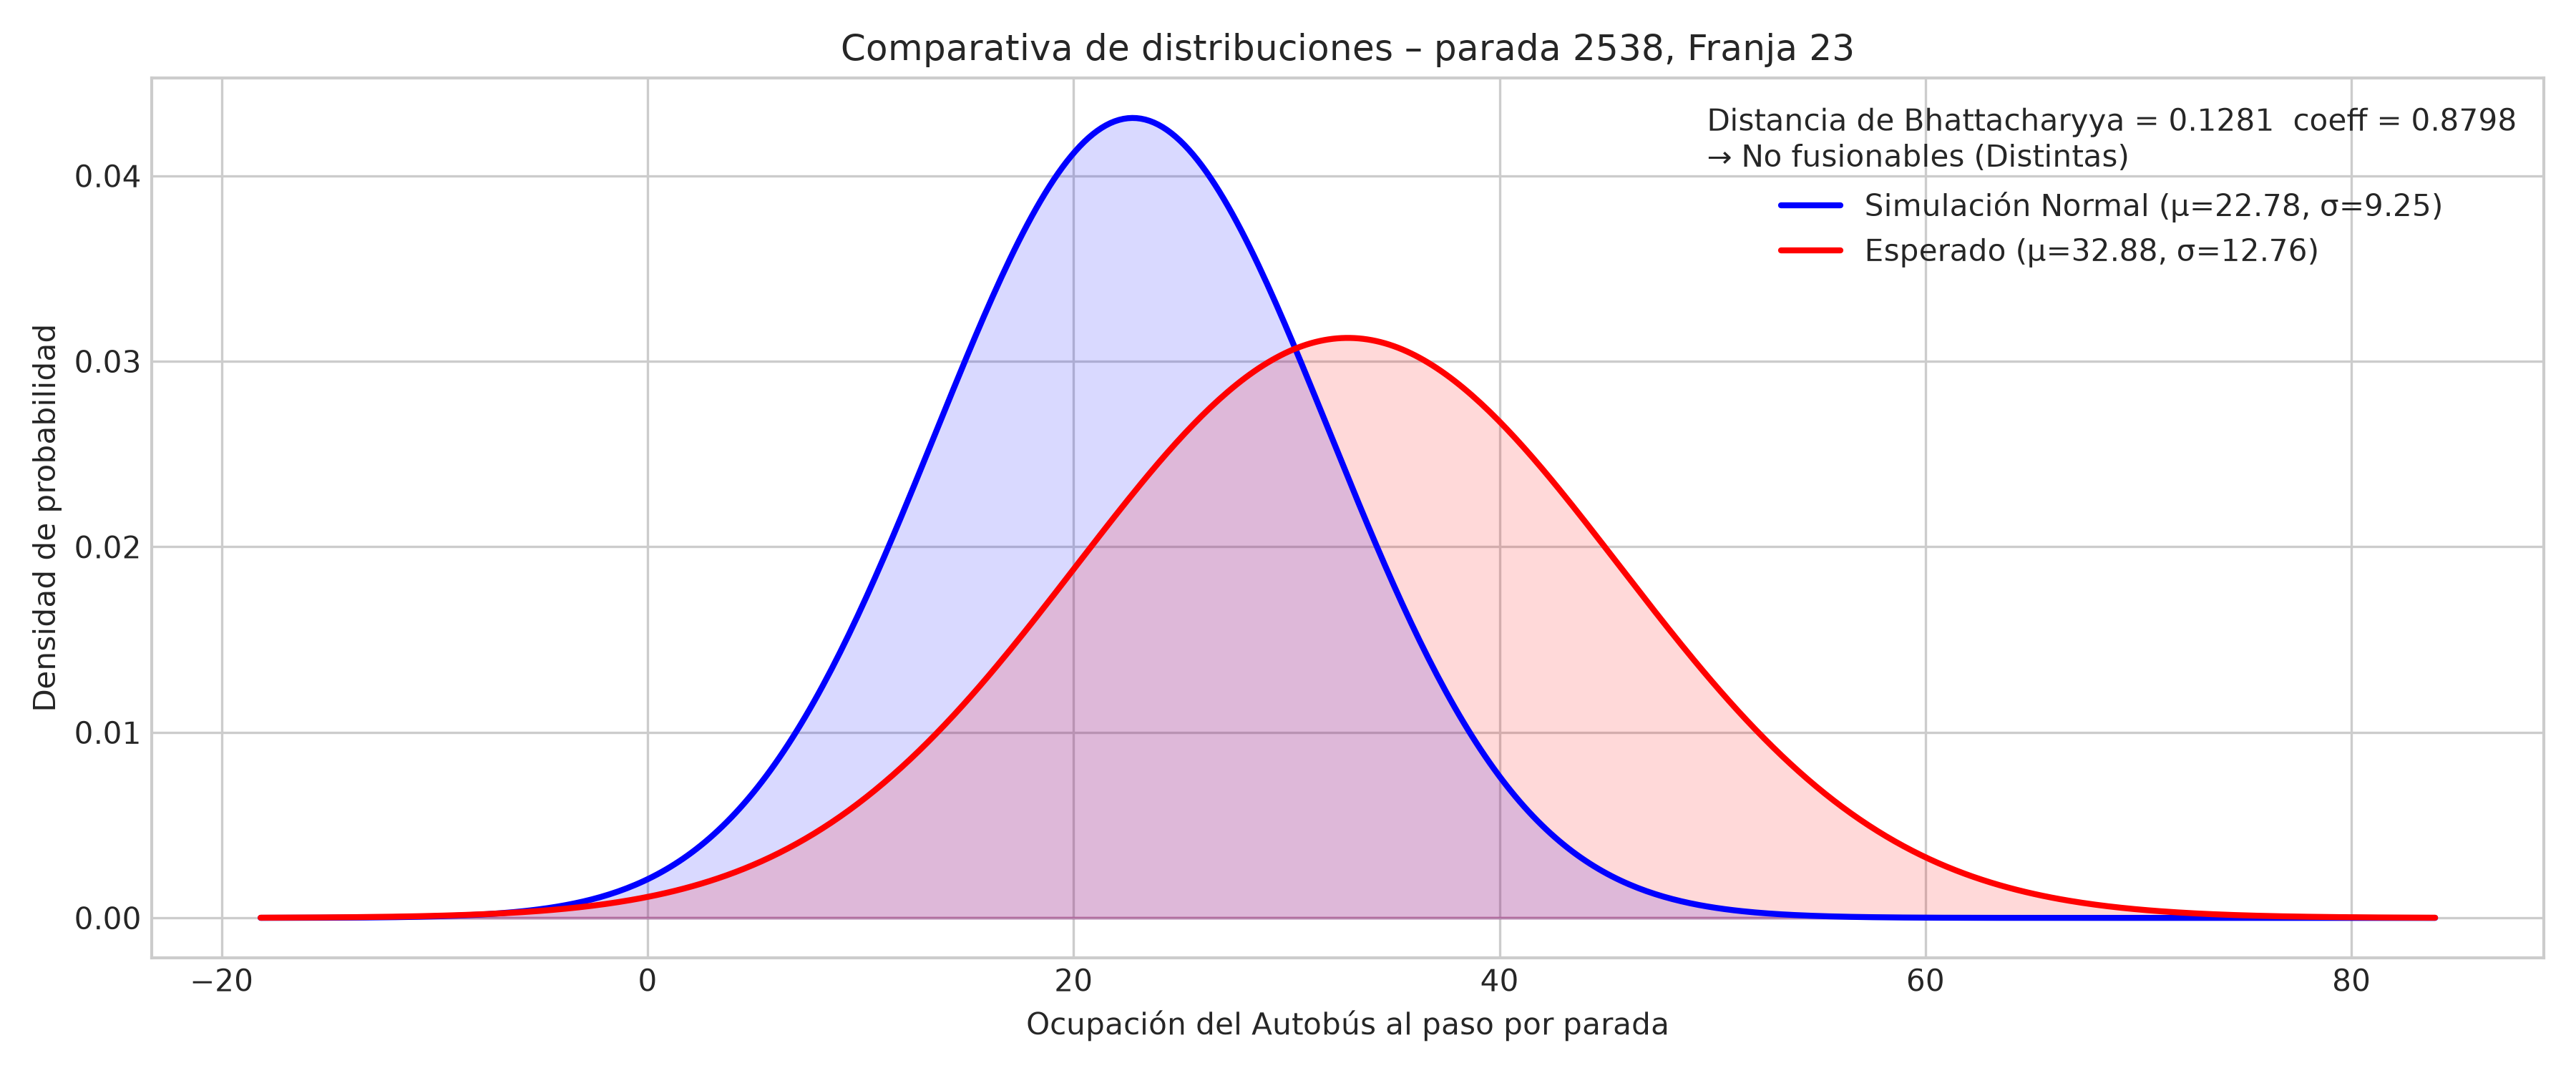 Comparativa de distribuciones – parada 2538, Franja 23
Distancia de Bhattacharyya = 0.1281  coeff = 0.8798
→ No fusionables (Distintas)
Simulación Normal (μ=22.78, σ=9.25)
Esperado (μ=32.88, σ=12.76)
Densidad de probabilidad
0.04
0.03
0.02
0.01
0.00
−20 0 20 40 60 80
Ocupación del Autobús al paso por parada